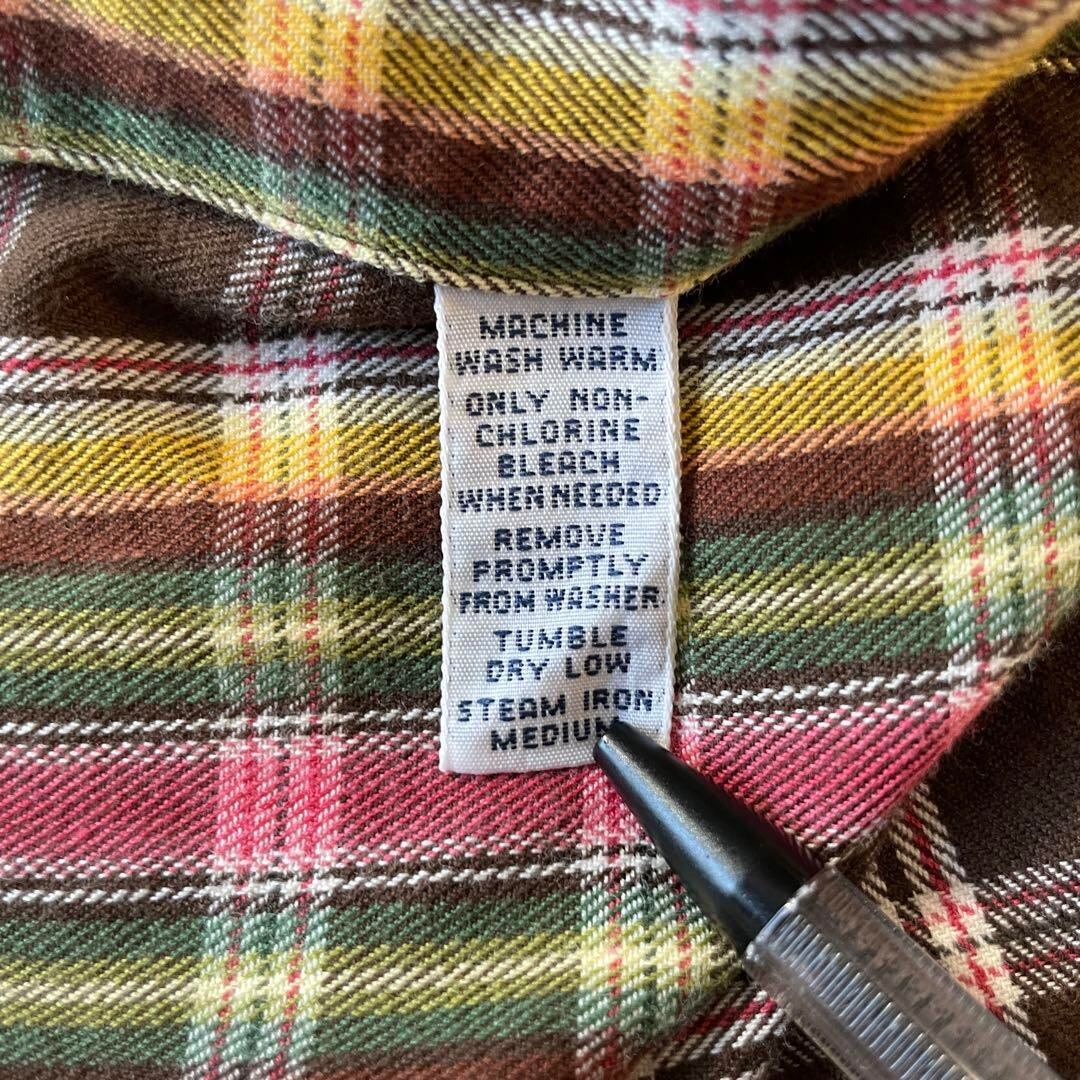 MACHINE
WASH WARM
ONLY NON-
CHLORINE
BLEACH
WHEN NEEDED
REMOVE
PROMPTLY
FROM WASHER
TUMBLE
DRY LOW
STEAM IRON
MEDIUM